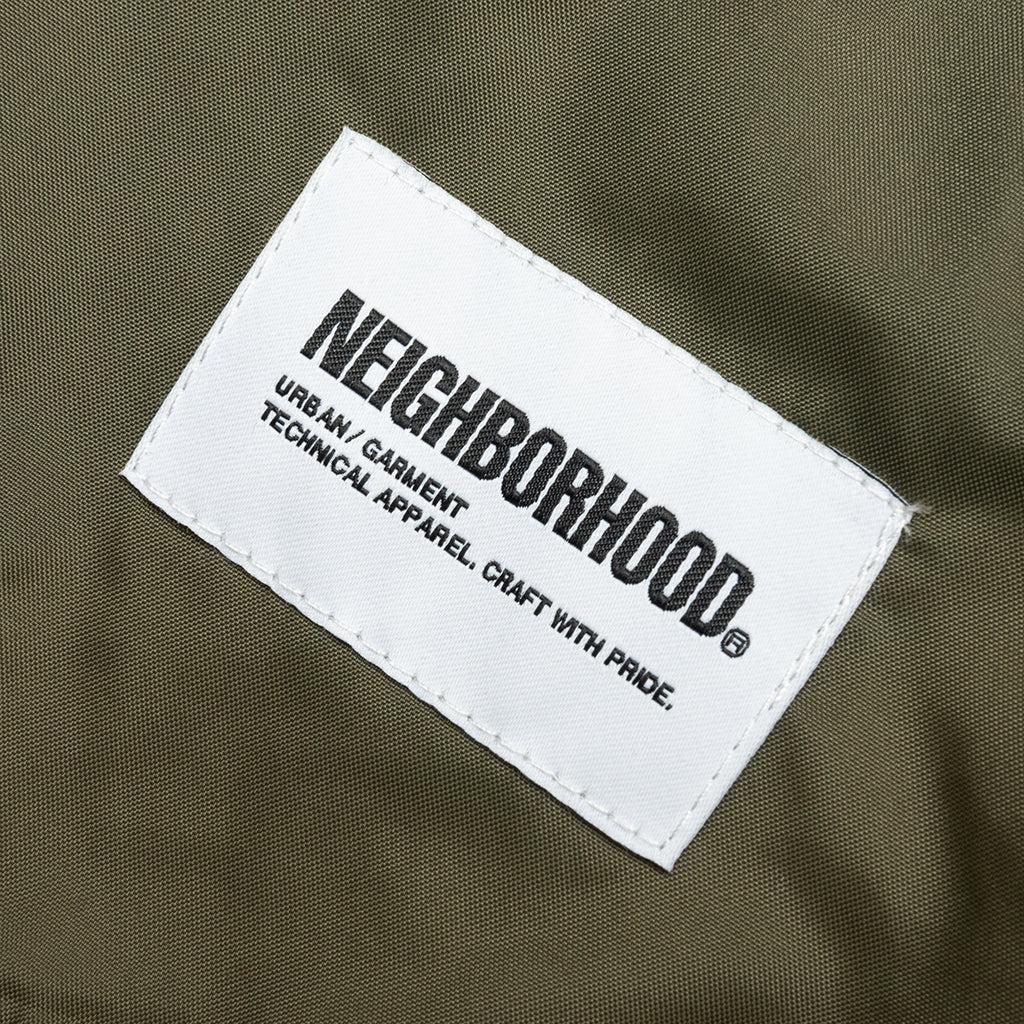 NEIGHBORHOOD®
URBAN / GARMENT
TECHNICAL APPAREL, CRAFT WITH PRIDE,